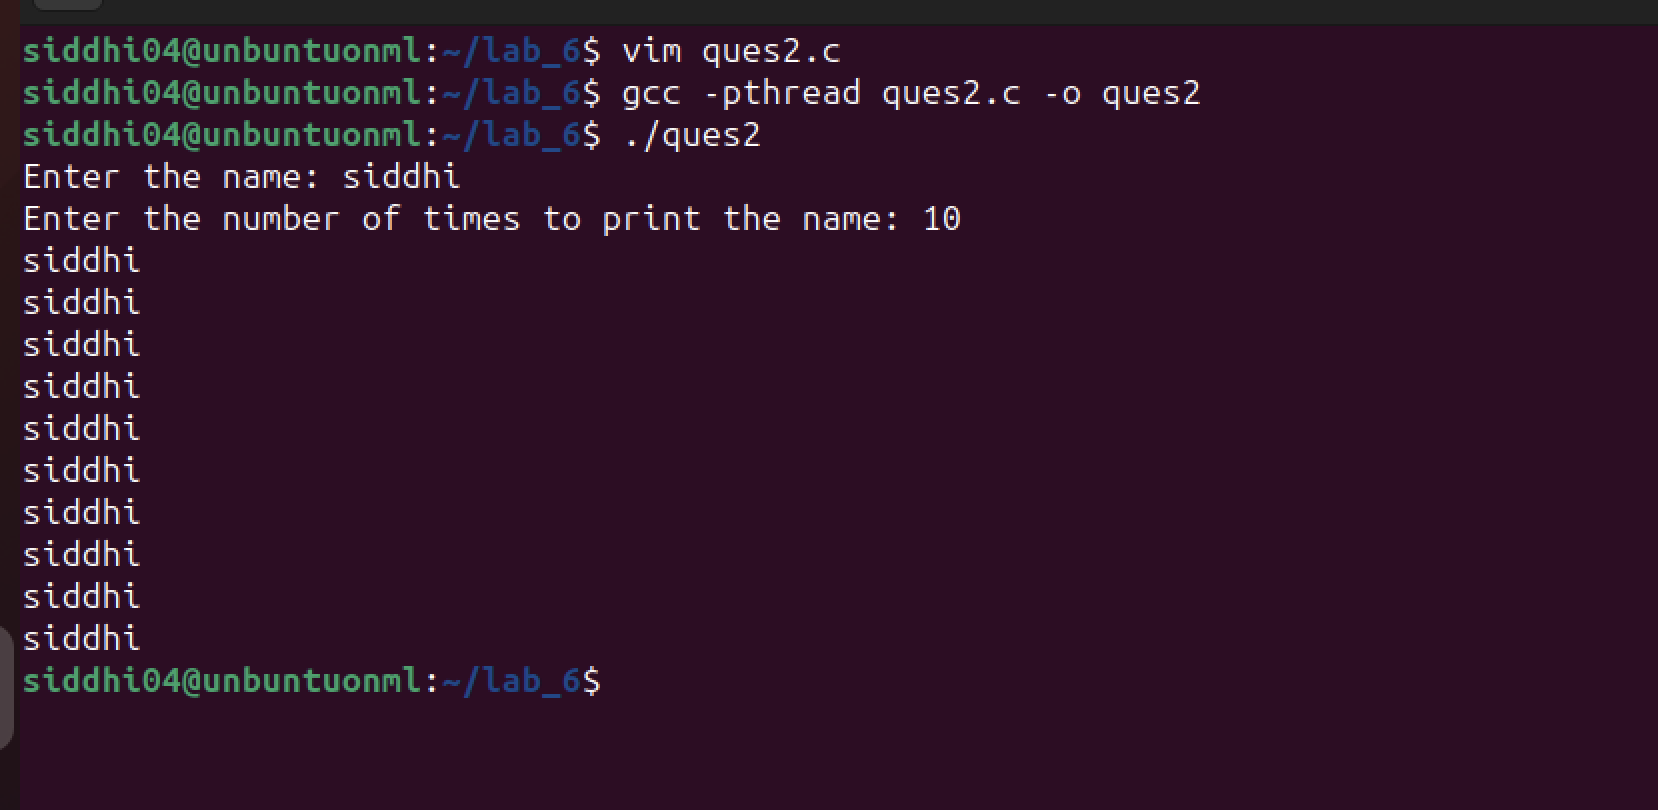 siddhi04@unbuntuonml:~/lab_6$ vim ques2.c
siddhi04@unbuntuonml:~/lab_6$ gcc -pthread ques2.c -o ques2
siddhi04@unbuntuonml:~/lab_6$ ./ques2
Enter the name: siddhi
Enter the number of times to print the name: 10
siddhi
siddhi
siddhi
siddhi
siddhi
siddhi
siddhi
siddhi
siddhi
siddhi
siddhi04@unbuntuonml:~/lab_6$